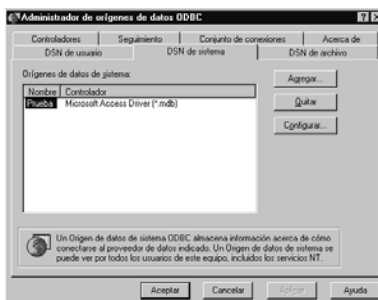 Administrador de orígenes de datos ODBC
Controladores Seguimiento Conjunto de conexiones Acerca de
DSN de usuario DSN de sistema DSN de archivo
Orígenes de datos de sistema:
Nombre Controlador
Prueba Microsoft Access Driver (*.mdb)
Agregar...
Quitar
Configurar...
Un Origen de datos de sistema ODBC almacena información acerca de cómo
conectarse al proveedor de datos indicado. Un Origen de datos de sistema se
puede ver por todos los usuarios de este equipo, incluidos los servicios NT.
Aceptar Cancelar Aplicar Ayuda